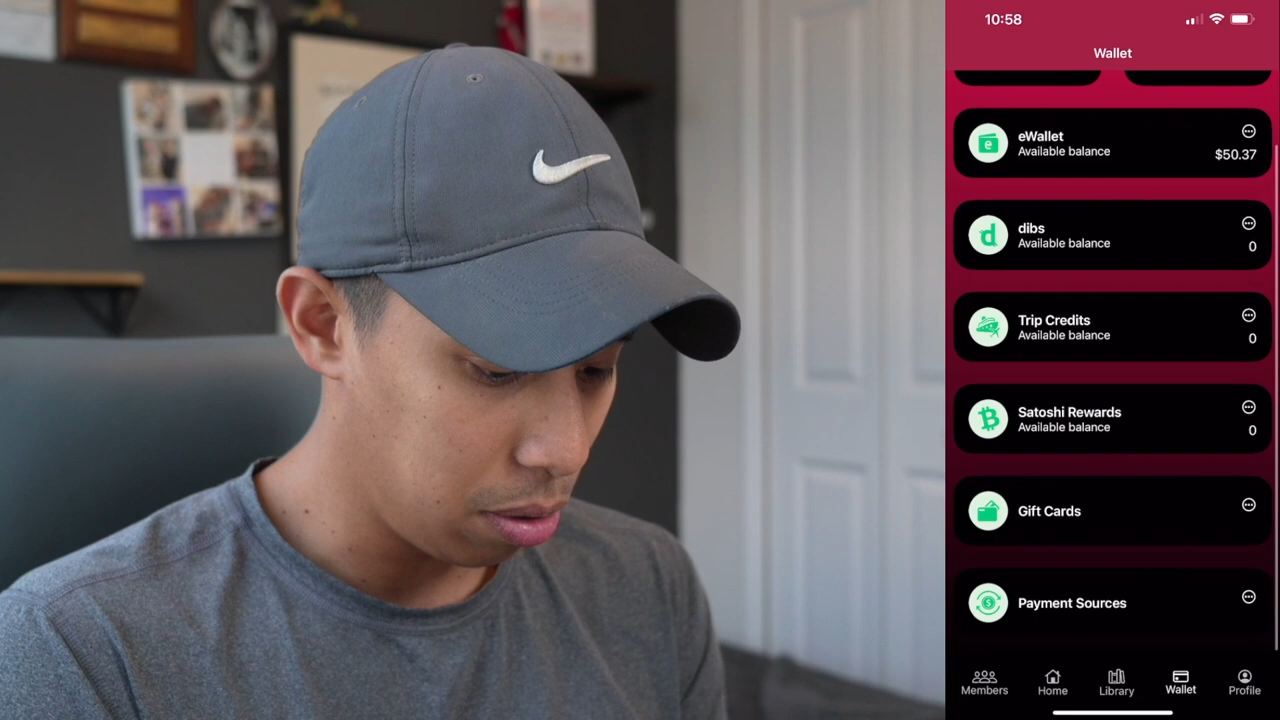 10:58
Wallet
eWallet
Available balance
$50.37
dibs
Available balance
0
Trip Credits
Available balance
0
Satoshi Rewards
Available balance
0
Gift Cards
Payment Sources
Members
Home
Library
Wallet
Profile